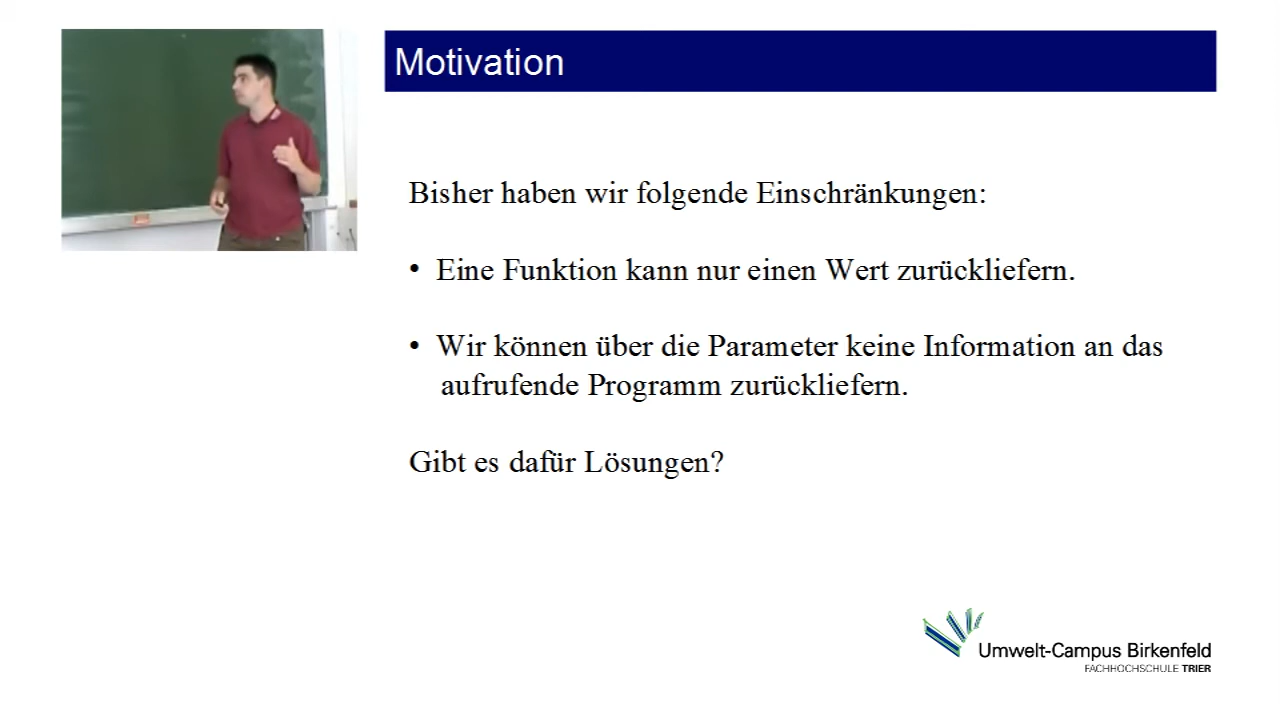 Motivation
Bisher haben wir folgende Einschränkungen:
• Eine Funktion kann nur einen Wert zurückliefern.
• Wir können über die Parameter keine Information an das
aufrufende Programm zurückliefern.
Gibt es dafür Lösungen?
Umwelt-Campus Birkenfeld
FACHHOCHSCHULE TRIER